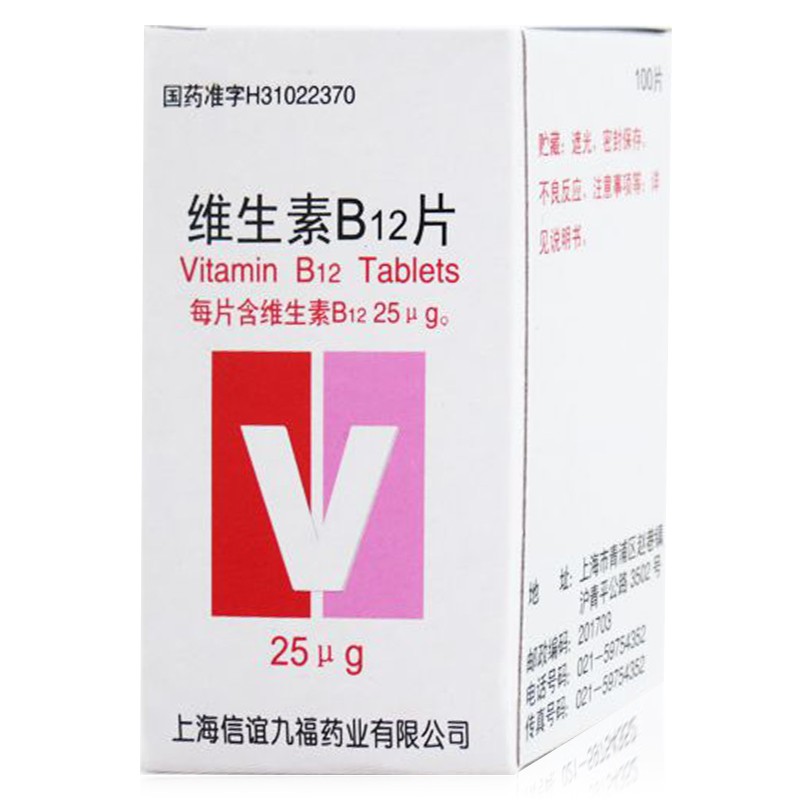 国药准字H31022370
维生素B12片
Vitamin B12 Tablets
每片含维生素B12 25μg。
V
25μg
上海信谊九福药业有限公司
100片
贮藏：遮光，密封保存。
不良反应、注意事项等：详
见说明书。
地 址：上海市青浦区赵巷镇
沪青平公路3502号
邮政编码：201703
电话号码：021-59754352
传真号码：021-59754352